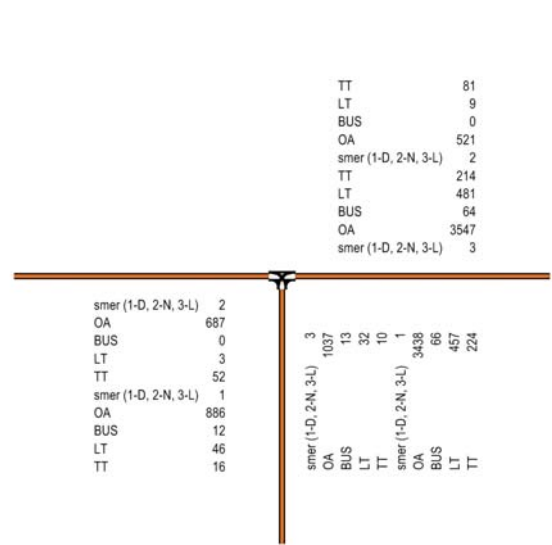 TT 81
LT 9
BUS 0
OA 521
smer (1-D, 2-N, 3-L) 2
TT 214
LT 481
BUS 64
OA 3547
smer (1-D, 2-N, 3-L) 3
smer (1-D, 2-N, 3-L) 2
OA 687
BUS 0
LT 3
TT 52
smer (1-D, 2-N, 3-L) 1
OA 886
BUS 12
LT 46
TT 16
smer (1-D, 2-N, 3-L) 3
OA 1037
BUS 13
LT 32
TT 10
smer (1-D, 2-N, 3-L) 1
OA 3438
BUS 66
LT 457
TT 224